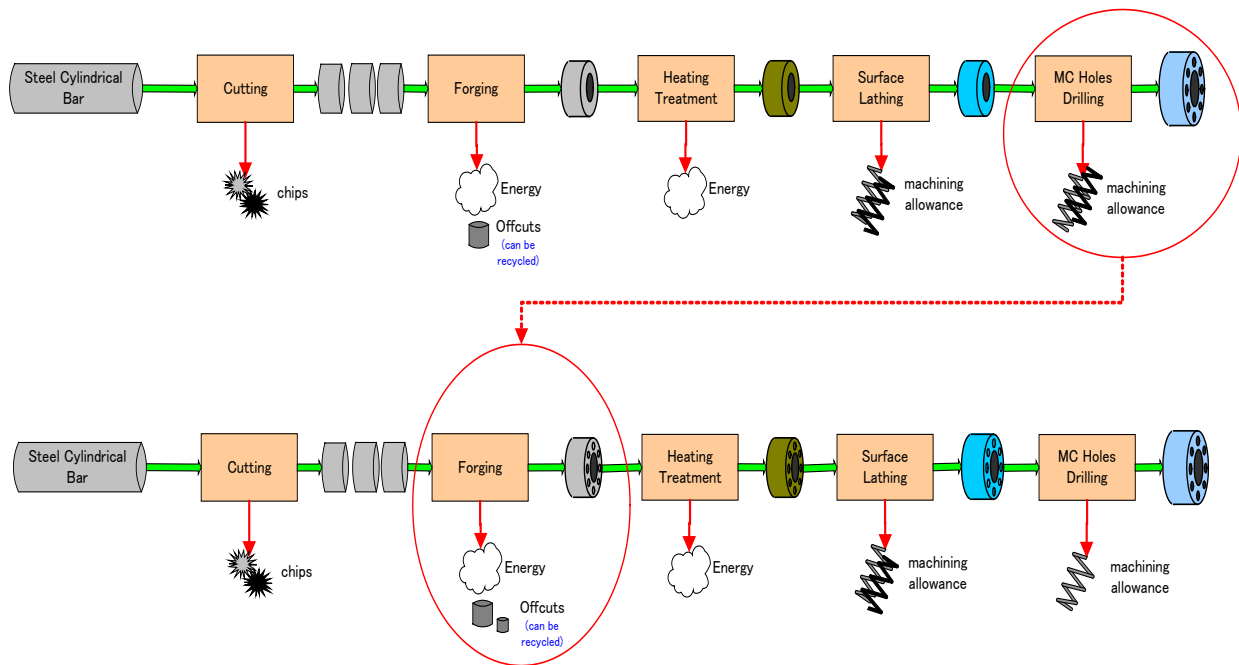 Steel Cylindrical
Bar
Cutting
Forging
Heating
Treatment
Surface
Lathing
MC Holes
Drilling
chips
Energy
Offcuts
(can be
recycled)
Energy
machining
allowance
machining
allowance
Steel Cylindrical
Bar
Cutting
Forging
Heating
Treatment
Surface
Lathing
MC Holes
Drilling
chips
Energy
Offcuts
(can be
recycled)
Energy
machining
allowance
machining
allowance